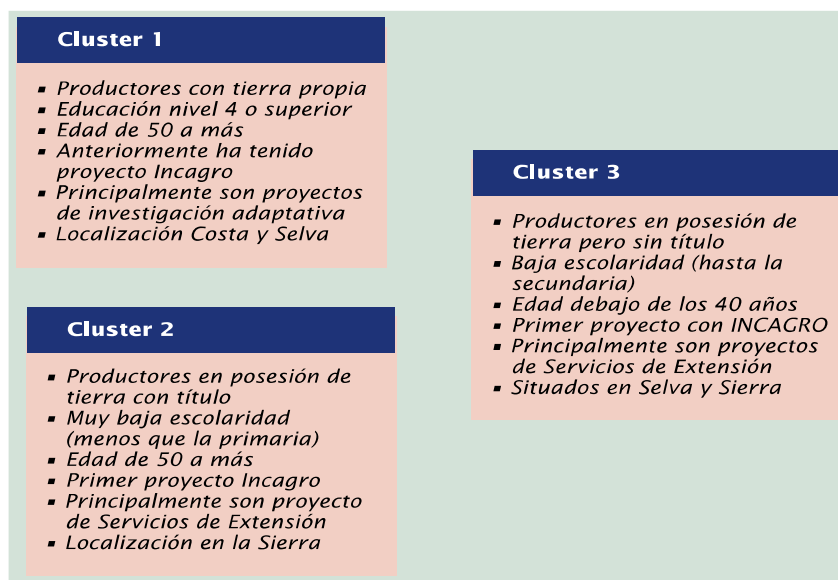 Cluster 1
▪ Productores con tierra propia
▪ Educación nivel 4 o superior
▪ Edad de 50 a más
▪ Anteriormente ha tenido
proyecto Incagro
▪ Principalmente son proyectos
de investigación adaptativa
▪ Localización Costa y Selva
Cluster 2
▪ Productores en posesión de
tierra con título
▪ Muy baja escolaridad
(menos que la primaria)
▪ Edad de 50 a más
▪ Primer proyecto Incagro
▪ Principalmente son proyecto
de Servicios de Extensión
▪ Localización en la Sierra
Cluster 3
▪ Productores en posesión de
tierra pero sin título
▪ Baja escolaridad (hasta la
secundaria)
▪ Edad debajo de los 40 años
▪ Primer proyecto con INCAGRO
▪ Principalmente son proyectos
de Servicios de Extensión
▪ Situados en Selva y Sierra